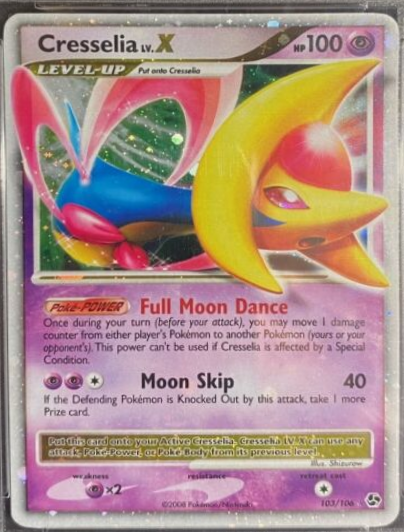 Cresselia LV.X HP 100
LEVEL-UP Put onto Cresselia
Poké-POWER Full Moon Dance
Once during your turn (before your attack), you may move 1 damage
counter from either player's Pokémon to another Pokémon (yours or your
opponent's). This power can't be used if Cresselia is affected by a Special
Condition.
Moon Skip 40
If the Defending Pokémon is Knocked Out by this attack, take 1 more
Prize card.
Put this card onto your Active Cresselia. Cresselia LV.X can use any
attack, Poké-Power, or Poké-Body from its previous level.
Illus. Shizurow
weakness resistance retreat cost
×2
©2008 Pokémon/Nintendo 103/106